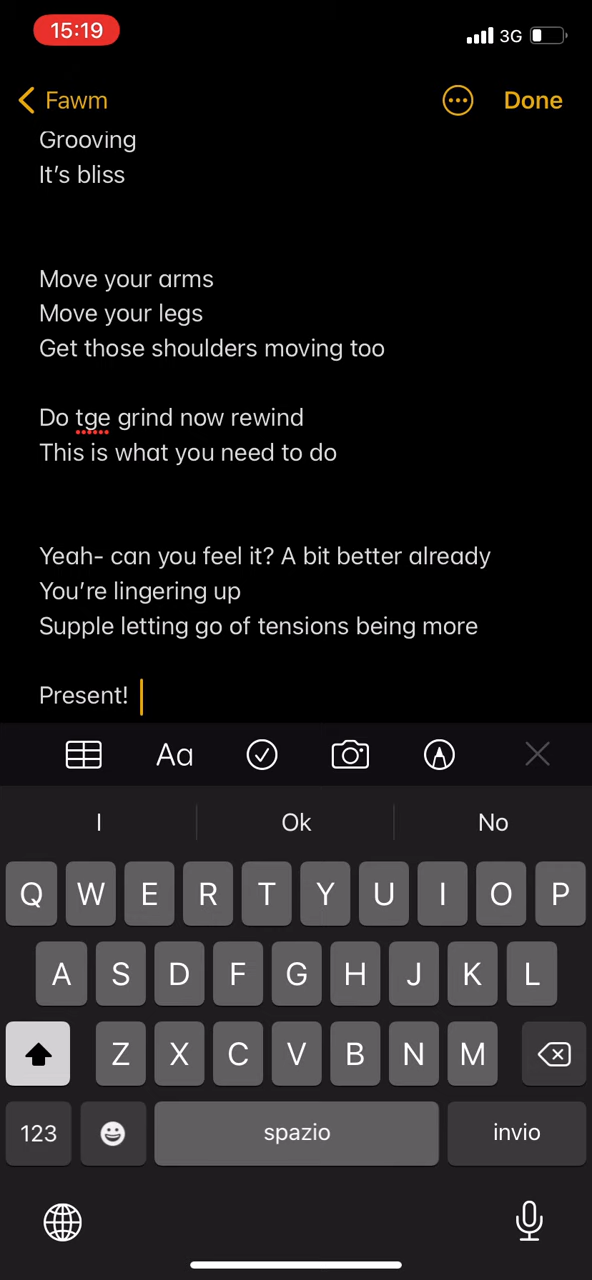 15:19
3G
Fawm
Done
Grooving
It's bliss
Move your arms
Move your legs
Get those shoulders moving too
Do tge grind now rewind
This is what you need to do
Yeah- can you feel it? A bit better already
You're lingering up
Supple letting go of tensions being more
Present!
Aa
I Ok No
Q W E R T Y U I O P
A S D F G H J K L
Z X C V B N M
123 spazio invio